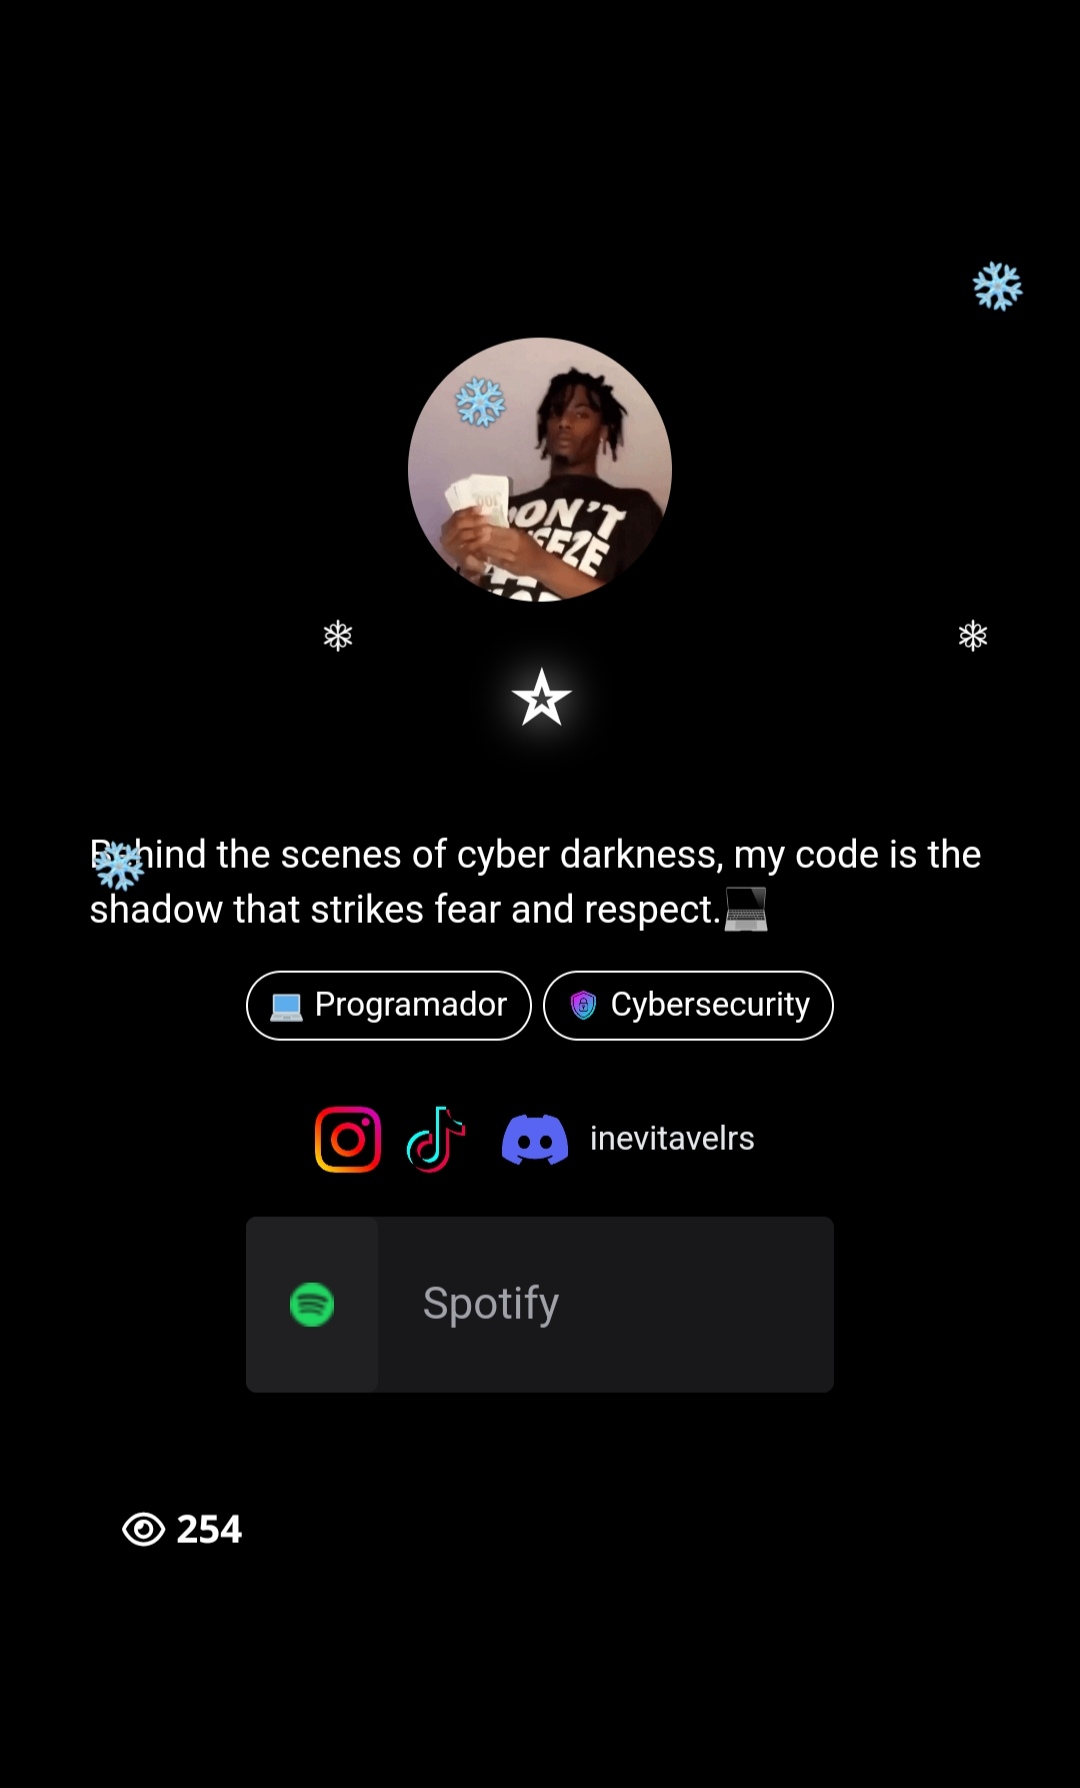 ON'T
Behind the scenes of cyber darkness, my code is the
shadow that strikes fear and respect.
Programador
Cybersecurity
inevitavelrs
Spotify
254